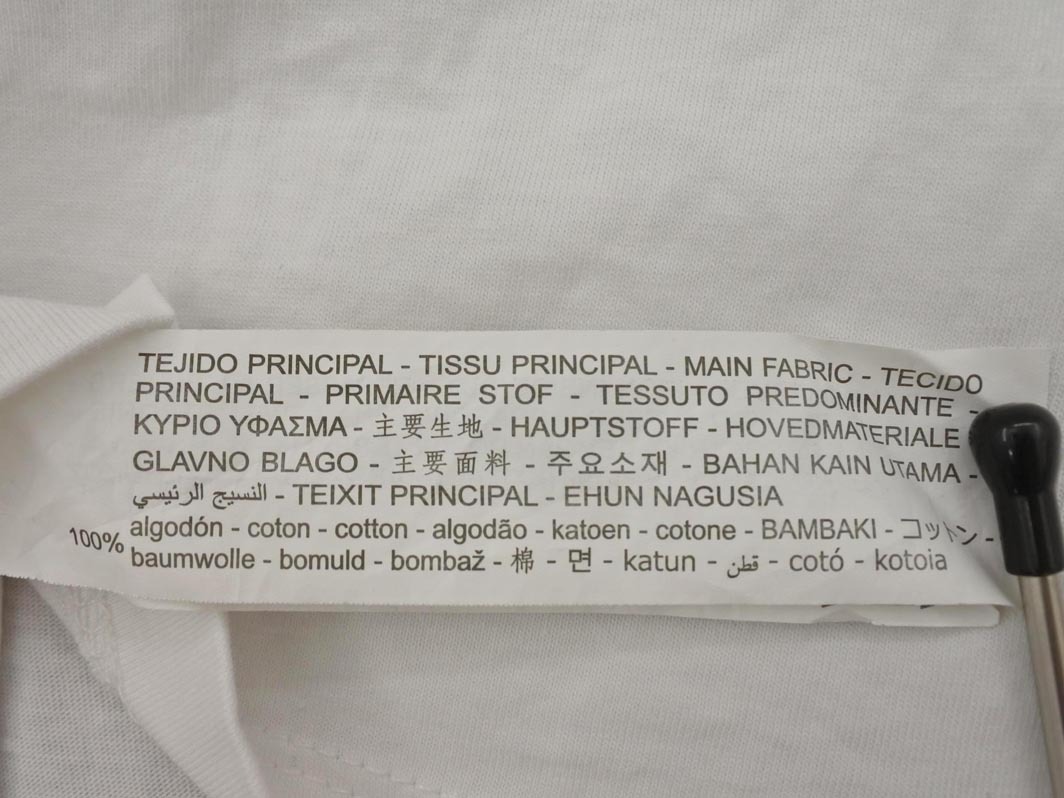 TEJIDO PRINCIPAL - TISSU PRINCIPAL - MAIN FABRIC - TECIDO
PRINCIPAL - PRIMAIRE STOF - TESSUTO PREDOMINANTE -
ΚΥΡΙΟ ΥΦΑΣΜΑ - 主要生地 - HAUPTSTOFF - HOVEDMATERIALE
GLAVNO BLAGO - 主要面料 - 주요소재 - BAHAN KAIN UTAMA -
النسيج الرئيسي - TEIXIT PRINCIPAL - EHUN NAGUSIA
100% algodón - coton - cotton - algodão - katoen - cotone - BAMBAKI - コットン -
baumwolle - bomuld - bombaž - 棉 - 면 - katun - قطن - cotó - kotoia